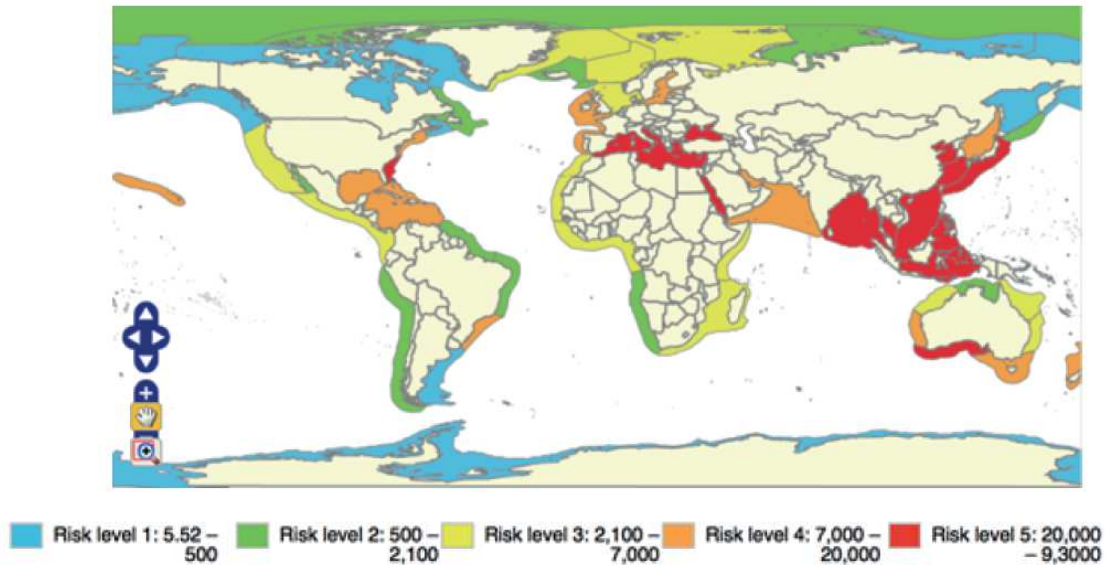 Risk level 1: 5.52 –
500
Risk level 2: 500 –
2,100
Risk level 3: 2,100 –
7,000
Risk level 4: 7,000 –
20,000
Risk level 5: 20,000
– 9,3000